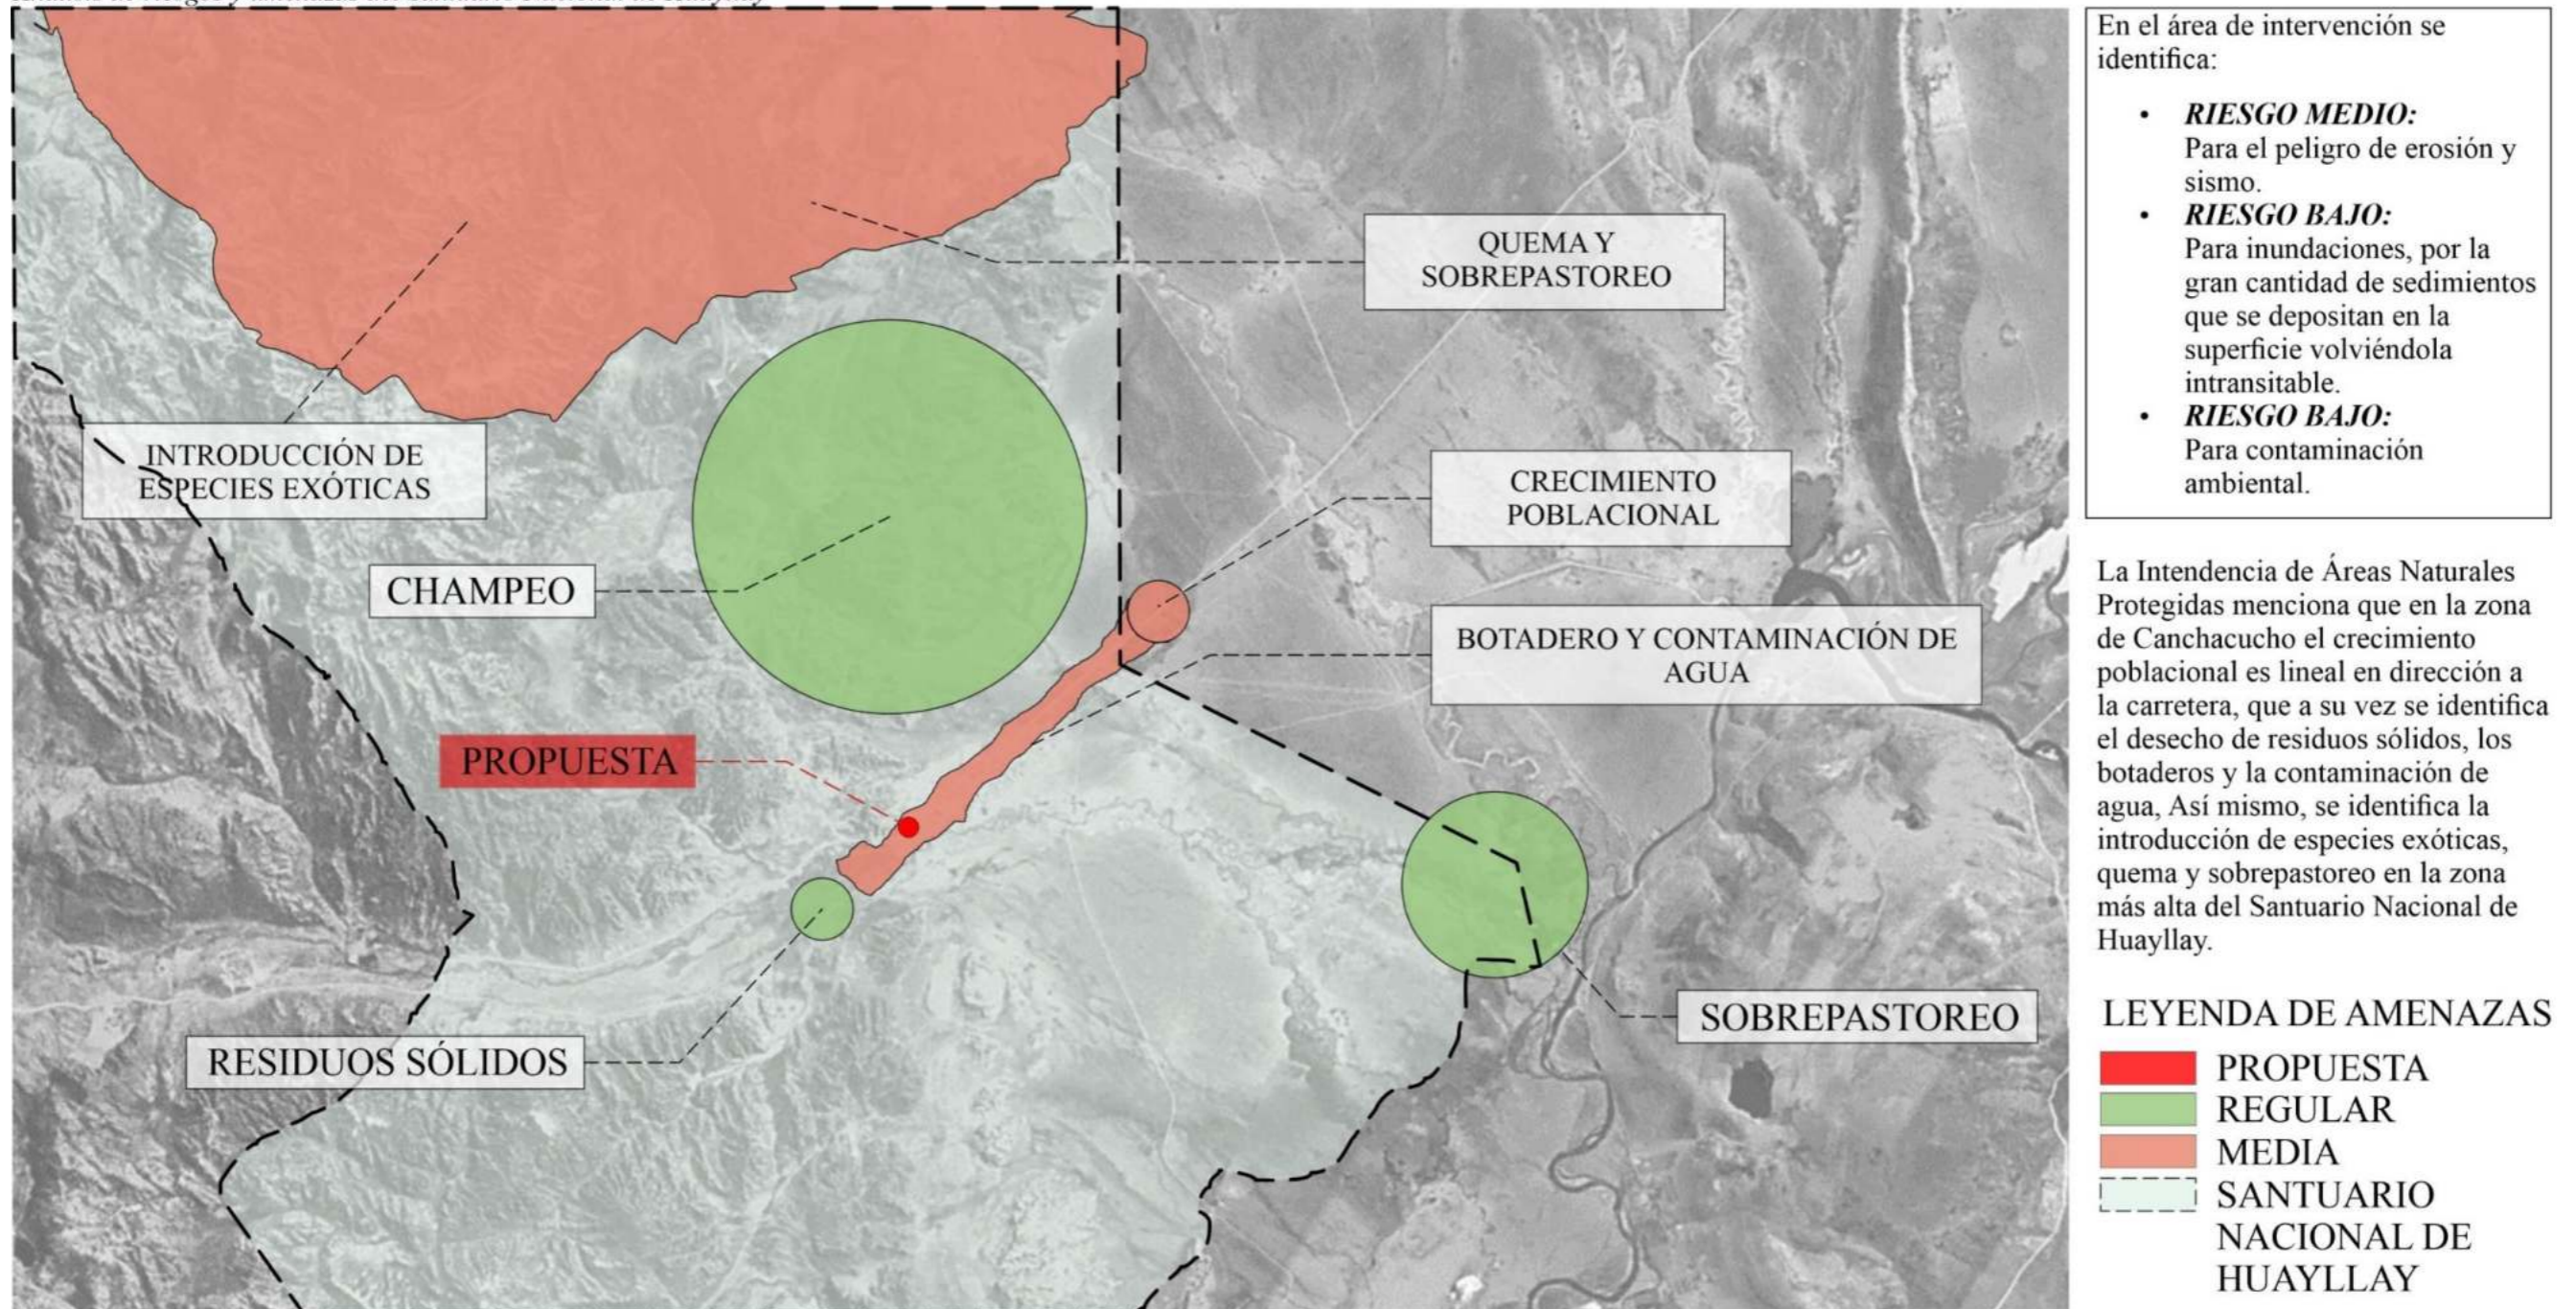 QUEMA Y
SOBREPASTOREO
INTRODUCCIÓN DE
ESPECIES EXÓTICAS
CRECIMIENTO
POBLACIONAL
CHAMPEO
BOTADERO Y CONTAMINACIÓN DE
AGUA
PROPUESTA
SOBREPASTOREO
RESIDUOS SÓLIDOS
En el área de intervención se
identifica:
• RIESGO MEDIO:
Para el peligro de erosión y
sismo.
• RIESGO BAJO:
Para inundaciones, por la
gran cantidad de sedimientos
que se depositan en la
superficie volviéndola
intransitable.
• RIESGO BAJO:
Para contaminación
ambiental.
La Intendencia de Áreas Naturales
Protegidas menciona que en la zona
de Canchacucho el crecimiento
poblacional es lineal en dirección a
la carretera, que a su vez se identifica
el desecho de residuos sólidos, los
botaderos y la contaminación de
agua, Así mismo, se identifica la
introducción de especies exóticas,
quema y sobrepastoreo en la zona
más alta del Santuario Nacional de
Huayllay.
LEYENDA DE AMENAZAS
PROPUESTA
REGULAR
MEDIA
SANTUARIO
NACIONAL DE
HUAYLLAY